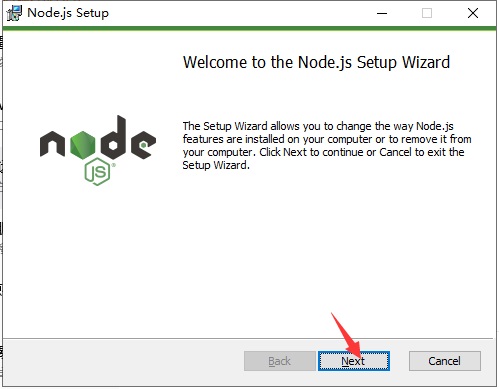 Node.js Setup
Welcome to the Node.js Setup Wizard
The Setup Wizard allows you to change the way Node.js
features are installed on your computer or to remove it from
your computer. Click Next to continue or Cancel to exit the
Setup Wizard.
node
JS
Back
Next
Cancel